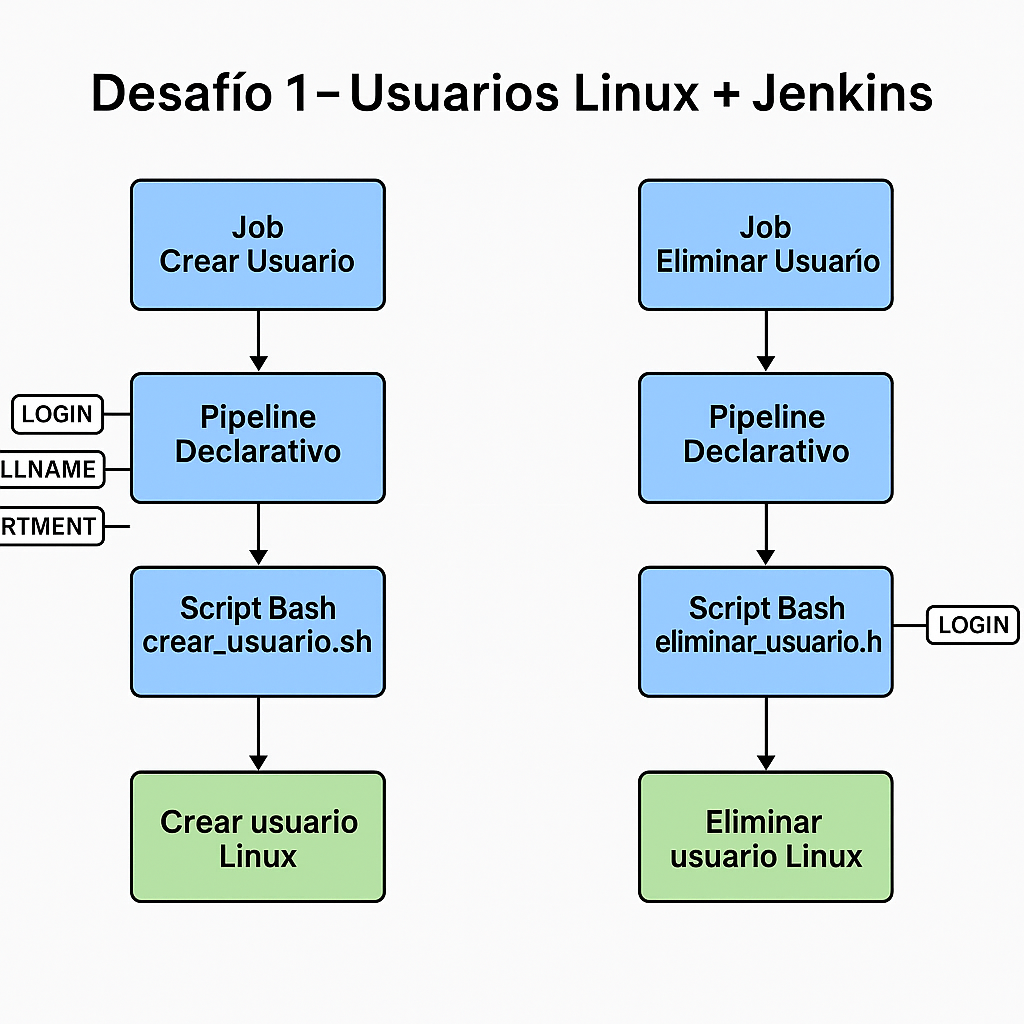 Desafío 1 – Usuarios Linux + Jenkins
Job
Crear Usuario
Pipeline
Declarativo
LOGIN
LLNAME
RTMENT
Script Bash
crear_usuario.sh
Crear usuario
Linux
Job
Eliminar Usuarío
Pipeline
Declarativo
Script Bash
eliminar_usuario.h
LOGIN
Eliminar
usuario Linux